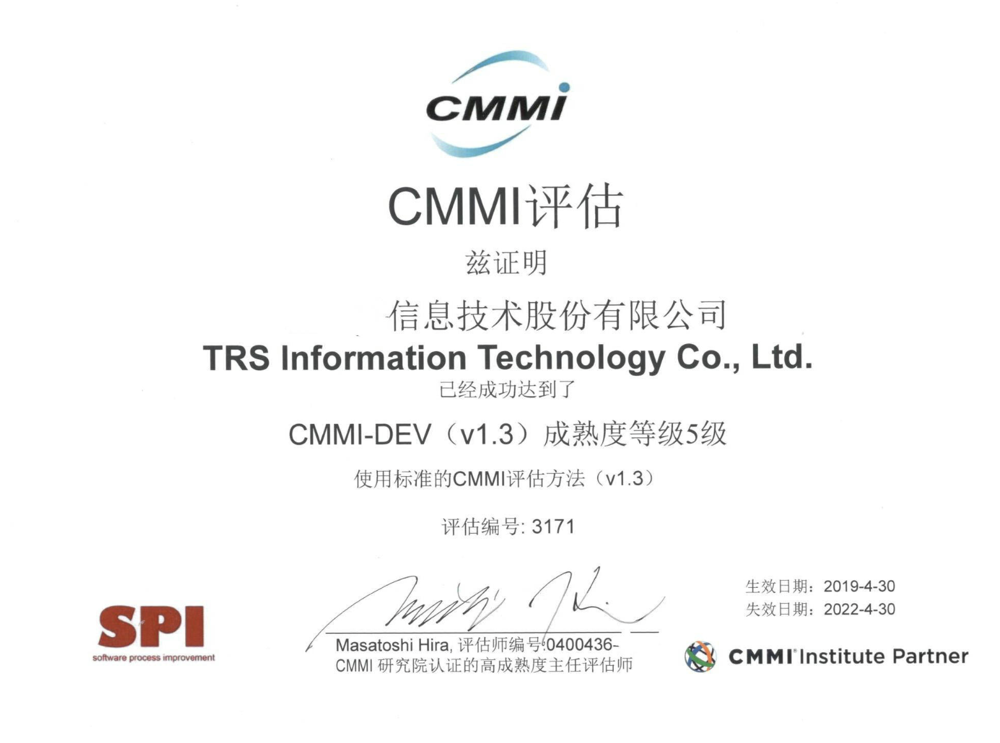 CMMi
CMMI评估
兹证明
信息技术股份有限公司
TRS Information Technology Co., Ltd.
已经成功达到了
CMMI-DEV（v1.3）成熟度等级5级
使用标准的CMMI评估方法（v1.3）
评估编号: 3171
生效日期：2019-4-30
失效日期：2022-4-30
SPI
software process improvement
Masatoshi Hira, 评估师编号:0400436-
CMMI 研究院认证的高成熟度主任评估师
CMMI® Institute Partner